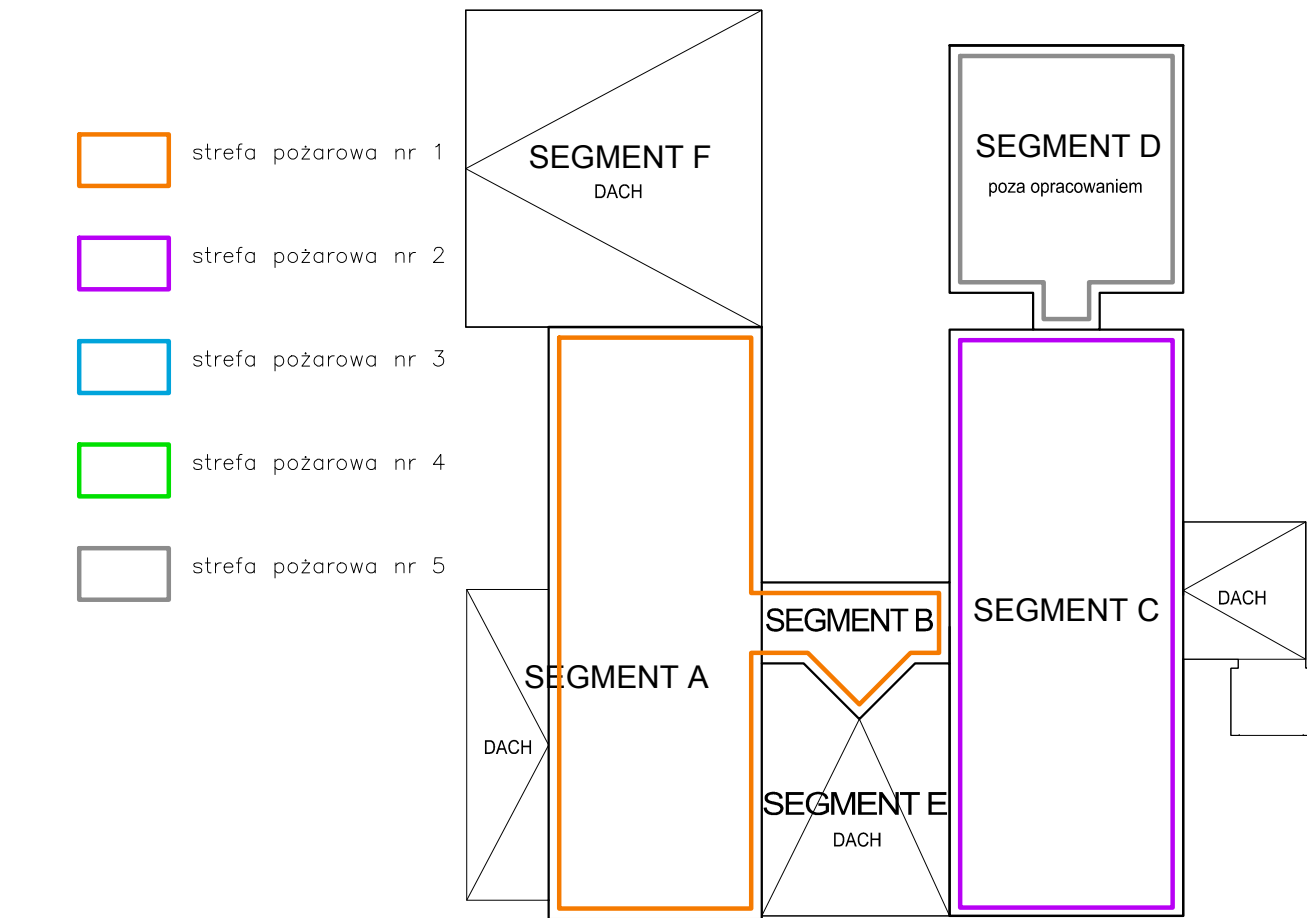 strefa pożarowa nr 1
strefa pożarowa nr 2
strefa pożarowa nr 3
strefa pożarowa nr 4
strefa pożarowa nr 5
SEGMENT F
DACH
SEGMENT D
poza opracowaniem
SEGMENT A
DACH
SEGMENT B
SEGMENT E
DACH
SEGMENT C
DACH